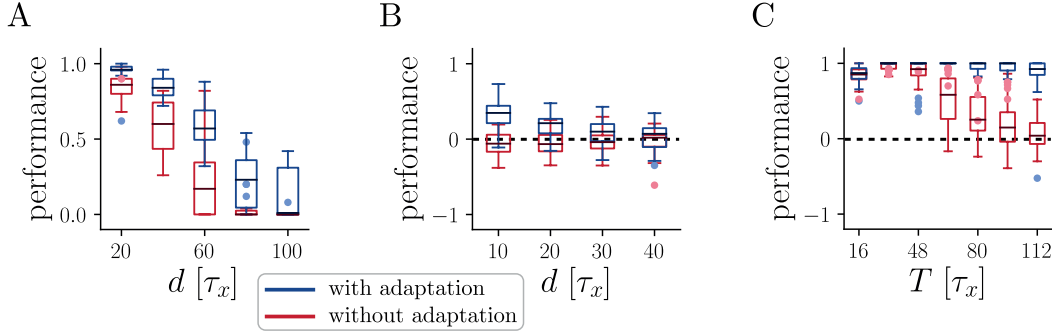 A
B
C
performance
1.0
0.5
0.0
20
60
100
d [τx]
performance
1
0
−1
10
20
30
40
d [τx]
performance
1
0
−1
16
48
80
112
T [τx]
with adaptation
without adaptation